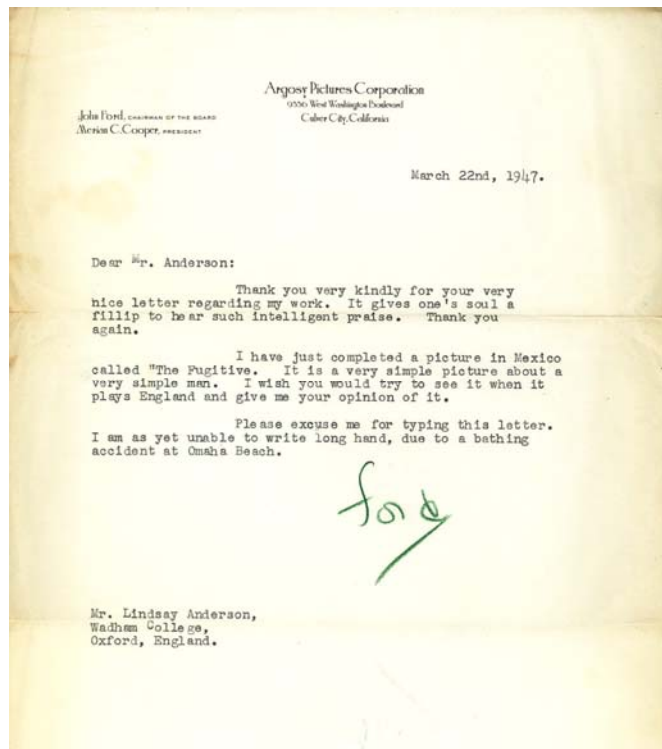 Argosy Pictures Corporation
9336 West Washington Boulevard
Culver City, California
John Ford, CHAIRMAN OF THE BOARD
Merian C. Cooper, PRESIDENT
March 22nd, 1947.
Dear Mr. Anderson:
Thank you very kindly for your very
nice letter regarding my work. It gives one's soul a
fillip to hear such intelligent praise. Thank you
again.
I have just completed a picture in Mexico
called "The Fugitive. It is a very simple picture about a
very simple man. I wish you would try to see it when it
plays England and give me your opinion of it.
Please excuse me for typing this letter.
I am as yet unable to write long hand, due to a bathing
accident at Omaha Beach.
Ford
Mr. Lindsay Anderson,
Wadham College,
Oxford, England.